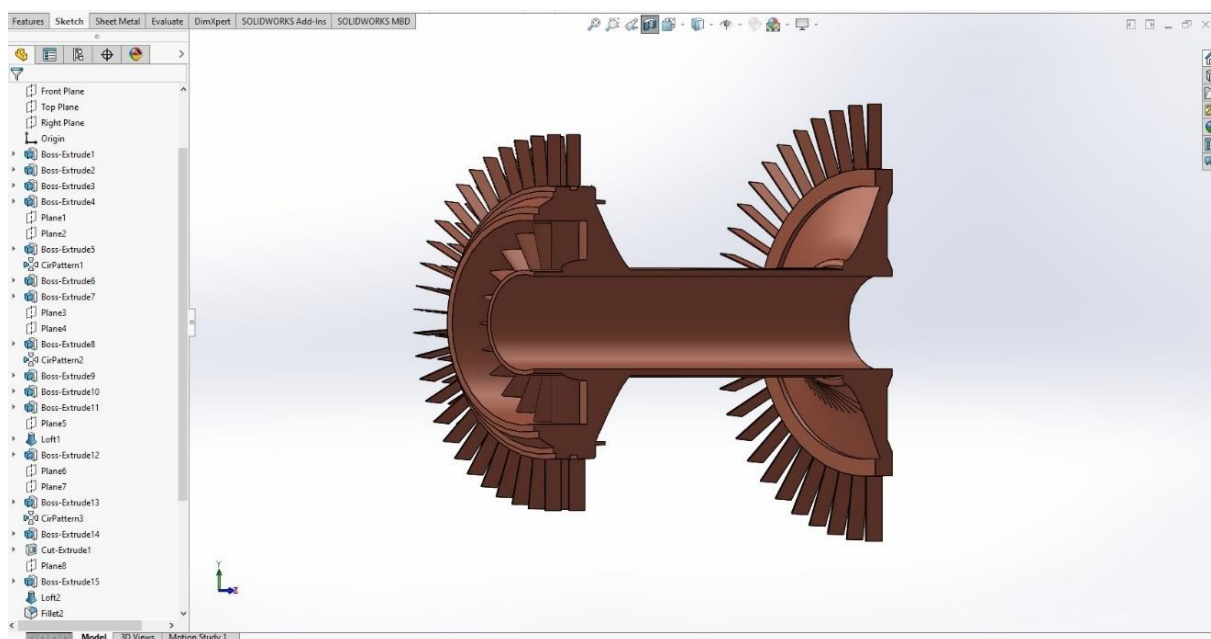 Features Sketch Sheet Metal Evaluate DimXpert SOLIDWORKS Add-Ins SOLIDWORKS MBD
Front Plane
Top Plane
Right Plane
Origin
Boss-Extrude1
Boss-Extrude2
Boss-Extrude3
Boss-Extrude4
Plane1
Plane2
Boss-Extrude5
CirPattern1
Boss-Extrude6
Boss-Extrude7
Plane3
Plane4
Boss-Extrude8
CirPattern2
Boss-Extrude9
Boss-Extrude10
Boss-Extrude11
Plane5
Loft1
Boss-Extrude12
Plane6
Plane7
Boss-Extrude13
CirPattern3
Boss-Extrude14
Cut-Extrude1
Plane8
Boss-Extrude15
Loft2
Fillet2
Y
Z
Model 3D Views Motion Study 1